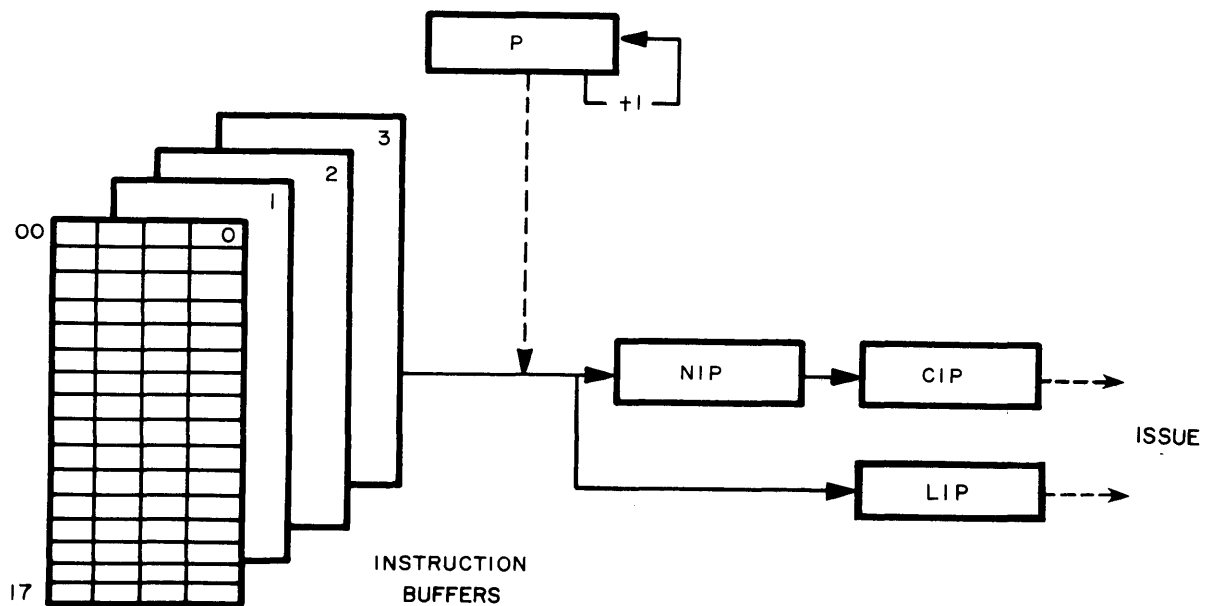 P
+1
3
2
1
0
00
NIP
CIP
ISSUE
LIP
INSTRUCTION
BUFFERS
17